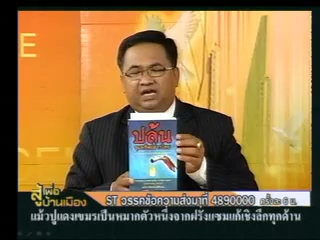 ปล้น
สู้เพื่อ
บ้านเมือง
ST วรรคข้อความส่งมาที่ 4890000 ครั้งละ 6 บ.
แม้วปูแดงเขมรเป็นหมากตัวหนึ่งจากฝรั่งแซมแก้เชิงลึกทุกด้าน